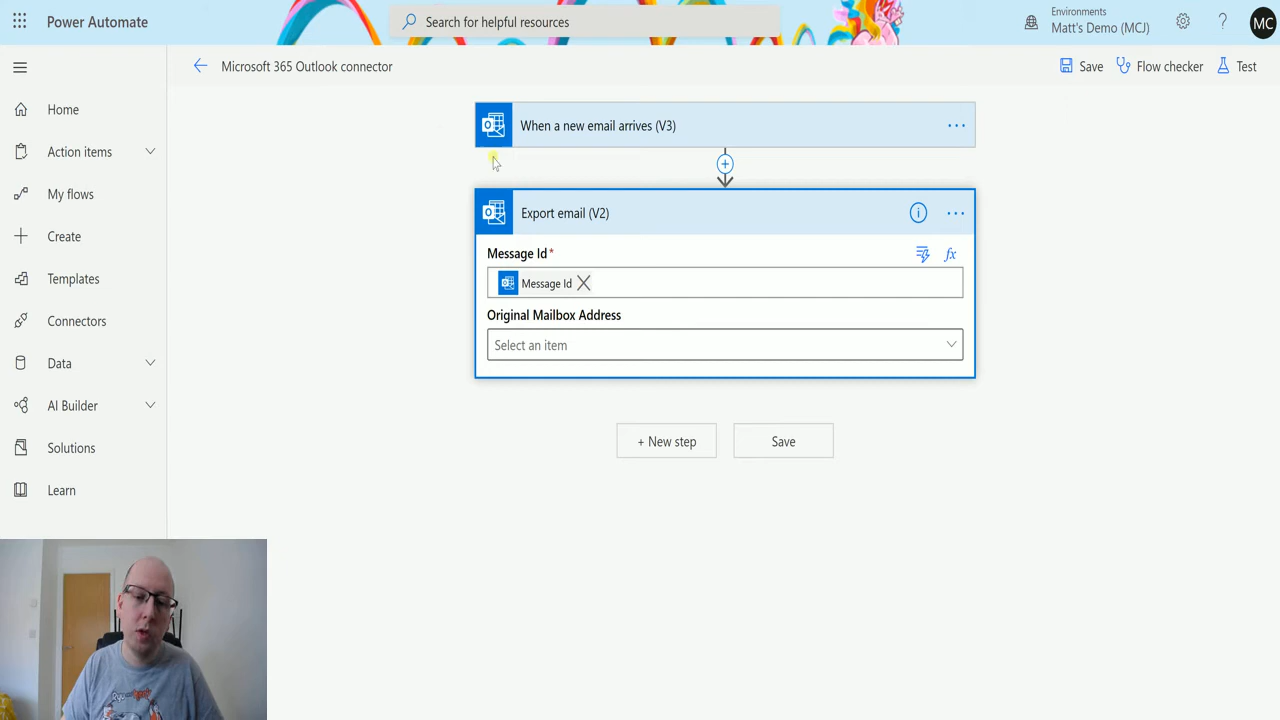 Power Automate
Search for helpful resources
Environments
Matt's Demo (MCJ)
?
MC
Microsoft 365 Outlook connector
Save
Flow checker
Test
Home
Action items
My flows
Create
Templates
Connectors
Data
AI Builder
Solutions
Learn
When a new email arrives (V3)
Export email (V2)
Message Id*
fx
Message Id
Original Mailbox Address
Select an item
+ New step
Save